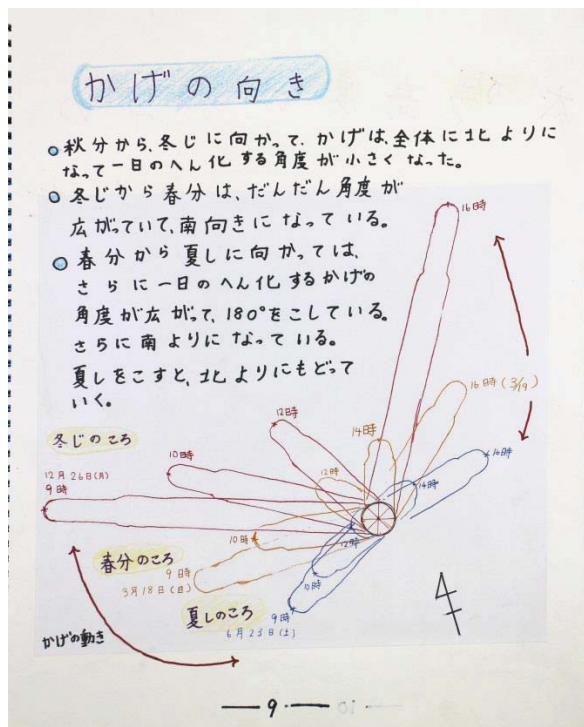 かげの向き
秋分から、冬じに向かって、かげは、全体に北よりに
なって一日のへん化する角度が小さくなった。
冬じから春分は、だんだん角度が
広がっていて、南向きになっている。
春分から夏しに向かっては、
さらに一日のへん化するかげの
角度が広がって、180°をこしている。
さらに南よりになっている。
夏しをこすと、北よりにもどって
いく。
16時
16時(3/19)
12時
14時
冬じのころ
10時
12時
16時
12月26日(月)
9時
14時
10時
12時
春分のころ
9時
3月18日(日)
10時
夏しのころ
9時
6月23日(土)
かげの動き
9